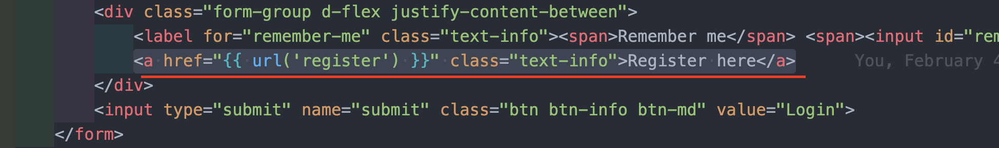 <div class="form-group d-flex justify-content-between">
<label for="remember-me" class="text-info"><span>Remember me</span> <span><input id="rem
<a href="{{ url('register') }}" class="text-info">Register here</a> You, February 4
</div>
<input type="submit" name="submit" class="btn btn-info btn-md" value="Login">
</form>